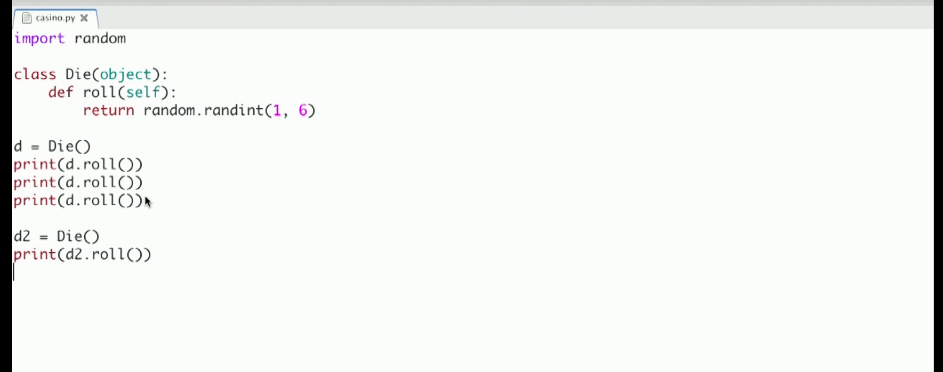 casino.py
import random
class Die(object):
    def roll(self):
        return random.randint(1, 6)
d = Die()
print(d.roll())
print(d.roll())
print(d.roll())
d2 = Die()
print(d2.roll())